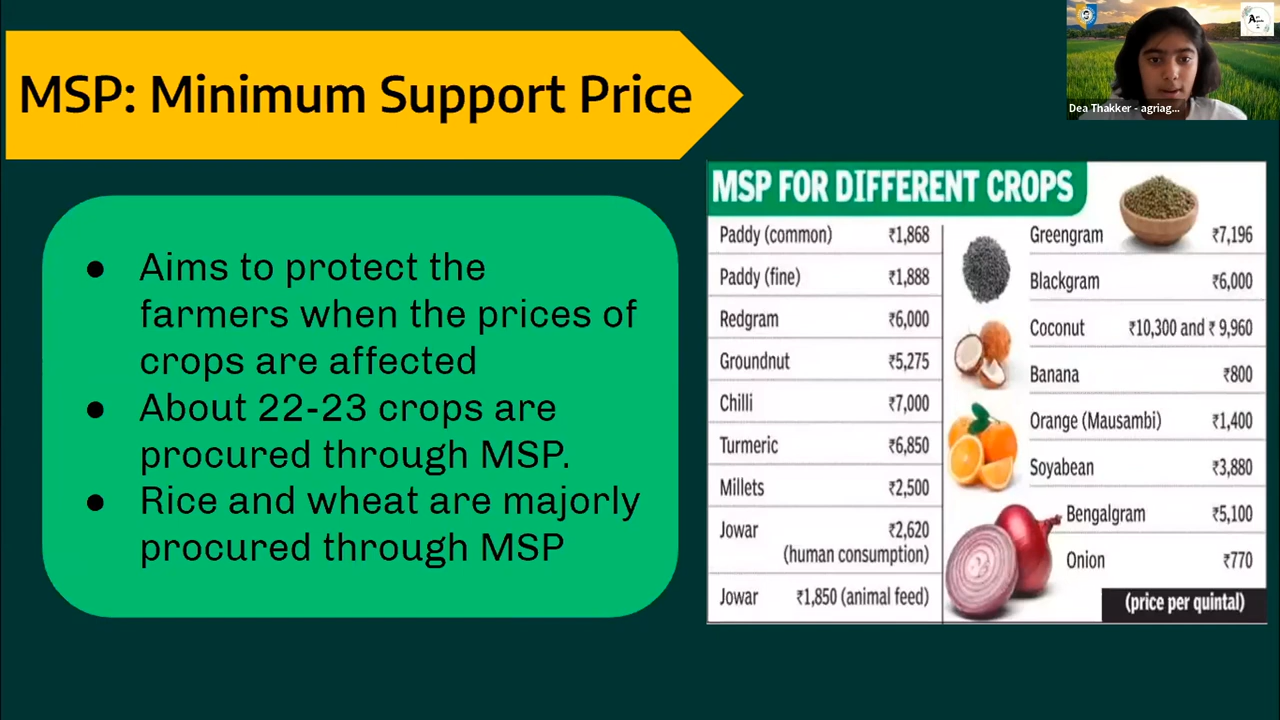 MSP: Minimum Support Price
Dea Thakker - agriag...
● Aims to protect the
farmers when the prices of
crops are affected
● About 22-23 crops are
procured through MSP.
● Rice and wheat are majorly
procured through MSP
MSP FOR DIFFERENT CROPS
Paddy (common) ₹1,868
Paddy (fine) ₹1,888
Redgram ₹6,000
Groundnut ₹5,275
Chilli ₹7,000
Turmeric ₹6,850
Millets ₹2,500
Jowar ₹2,620
(human consumption)
Jowar ₹1,850 (animal feed)
Greengram ₹7,196
Blackgram ₹6,000
Coconut ₹10,300 and ₹ 9,960
Banana ₹800
Orange (Mausambi) ₹1,400
Soyabean ₹3,880
Bengalgram ₹5,100
Onion ₹770
(price per quintal)